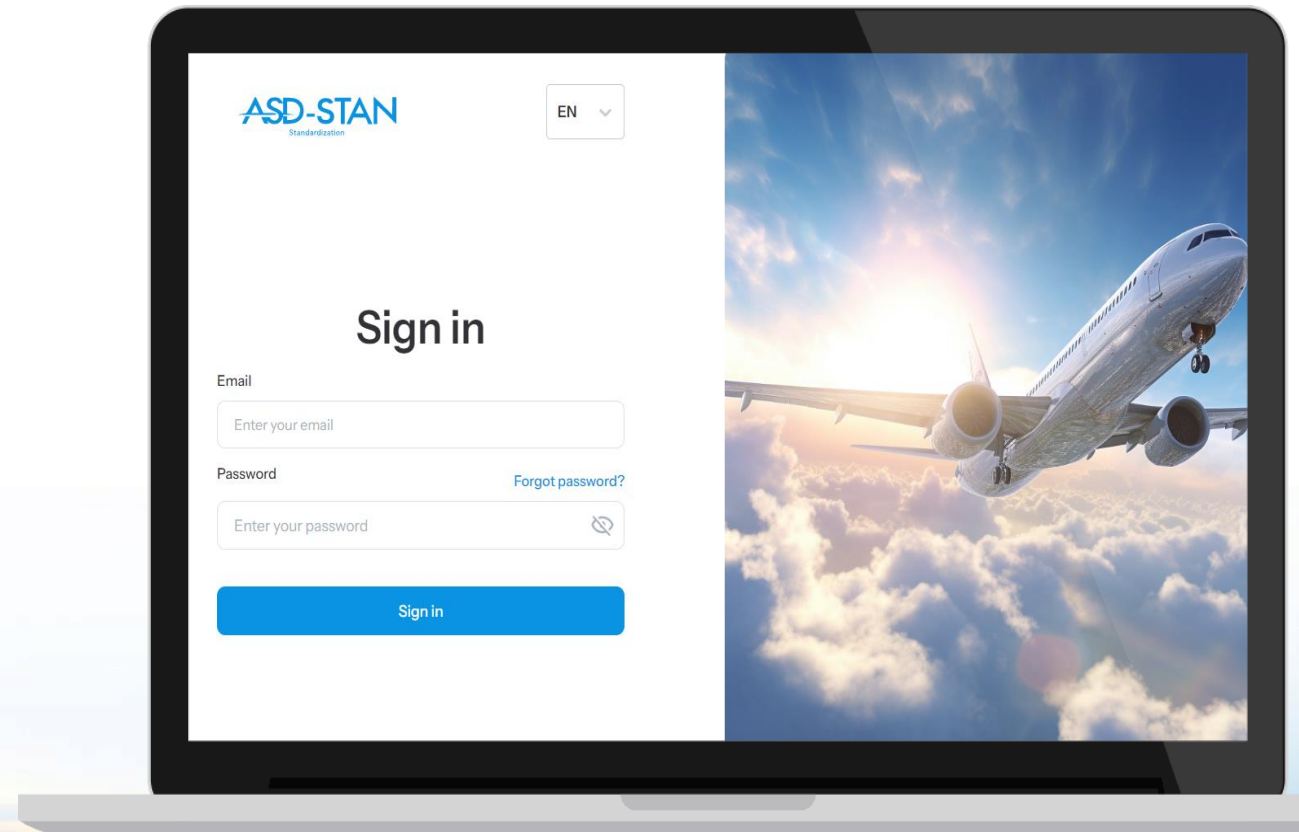 ASD-STAN
Standardization
EN
Sign in
Email
Enter your email
Password
Forgot password?
Enter your password
Sign in